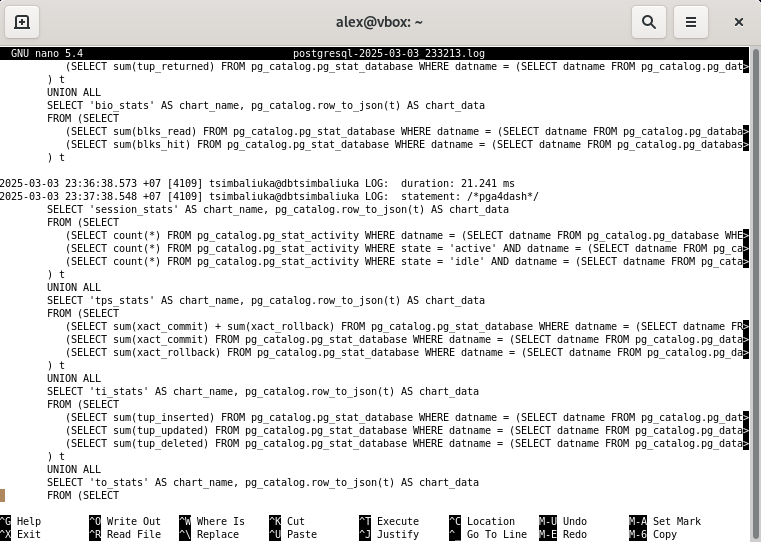 alex@vbox: ~
GNU nano 5.4 postgresql-2025-03-03_233213.log
(SELECT sum(tup_returned) FROM pg_catalog.pg_stat_database WHERE datname = (SELECT datname FROM pg_catalog.pg_dat>
) t
UNION ALL
SELECT 'bio_stats' AS chart_name, pg_catalog.row_to_json(t) AS chart_data
FROM (SELECT
(SELECT sum(blks_read) FROM pg_catalog.pg_stat_database WHERE datname = (SELECT datname FROM pg_catalog.pg_databa>
(SELECT sum(blks_hit) FROM pg_catalog.pg_stat_database WHERE datname = (SELECT datname FROM pg_catalog.pg_databas>
) t
2025-03-03 23:36:38.573 +07 [4109] tsimbaliuka@dbtsimbaliuka LOG:  duration: 21.241 ms
2025-03-03 23:37:38.548 +07 [4109] tsimbaliuka@dbtsimbaliuka LOG:  statement: /*pga4dash*/
SELECT 'session_stats' AS chart_name, pg_catalog.row_to_json(t) AS chart_data
FROM (SELECT
(SELECT count(*) FROM pg_catalog.pg_stat_activity WHERE datname = (SELECT datname FROM pg_catalog.pg_database WHE>
(SELECT count(*) FROM pg_catalog.pg_stat_activity WHERE state = 'active' AND datname = (SELECT datname FROM pg_ca>
(SELECT count(*) FROM pg_catalog.pg_stat_activity WHERE state = 'idle' AND datname = (SELECT datname FROM pg_cata>
) t
UNION ALL
SELECT 'tps_stats' AS chart_name, pg_catalog.row_to_json(t) AS chart_data
FROM (SELECT
(SELECT sum(xact_commit) + sum(xact_rollback) FROM pg_catalog.pg_stat_database WHERE datname = (SELECT datname FR>
(SELECT sum(xact_commit) FROM pg_catalog.pg_stat_database WHERE datname = (SELECT datname FROM pg_catalog.pg_data>
(SELECT sum(xact_rollback) FROM pg_catalog.pg_stat_database WHERE datname = (SELECT datname FROM pg_catalog.pg_da>
) t
UNION ALL
SELECT 'ti_stats' AS chart_name, pg_catalog.row_to_json(t) AS chart_data
FROM (SELECT
(SELECT sum(tup_inserted) FROM pg_catalog.pg_stat_database WHERE datname = (SELECT datname FROM pg_catalog.pg_dat>
(SELECT sum(tup_updated) FROM pg_catalog.pg_stat_database WHERE datname = (SELECT datname FROM pg_catalog.pg_data>
(SELECT sum(tup_deleted) FROM pg_catalog.pg_stat_database WHERE datname = (SELECT datname FROM pg_catalog.pg_data>
) t
UNION ALL
SELECT 'to_stats' AS chart_name, pg_catalog.row_to_json(t) AS chart_data
FROM (SELECT
^G Help ^O Write Out ^W Where Is ^K Cut ^T Execute ^C Location M-U Undo M-A Set Mark
^X Exit ^R Read File ^\ Replace ^U Paste ^J Justify ^_ Go To Line M-E Redo M-6 Copy